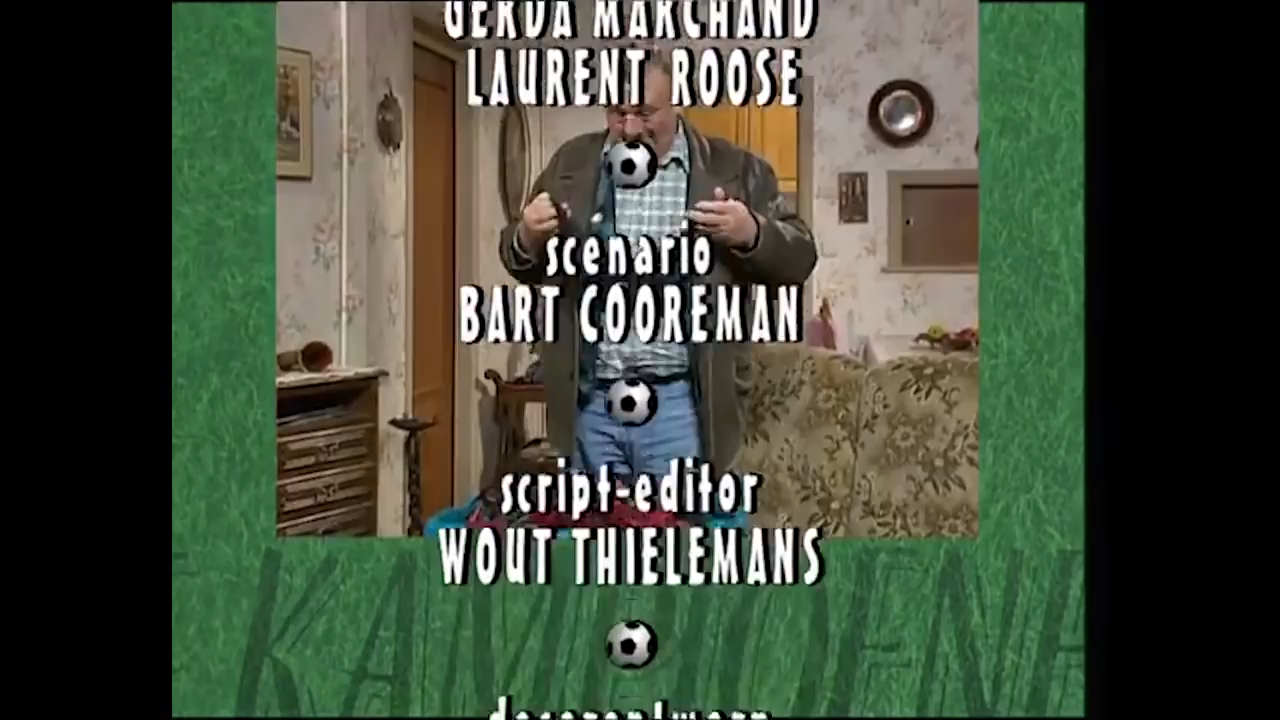 GERDA MARCHAND
LAURENT ROOSE
scenario
BART COOREMAN
script-editor
WOUT THIELEMANS